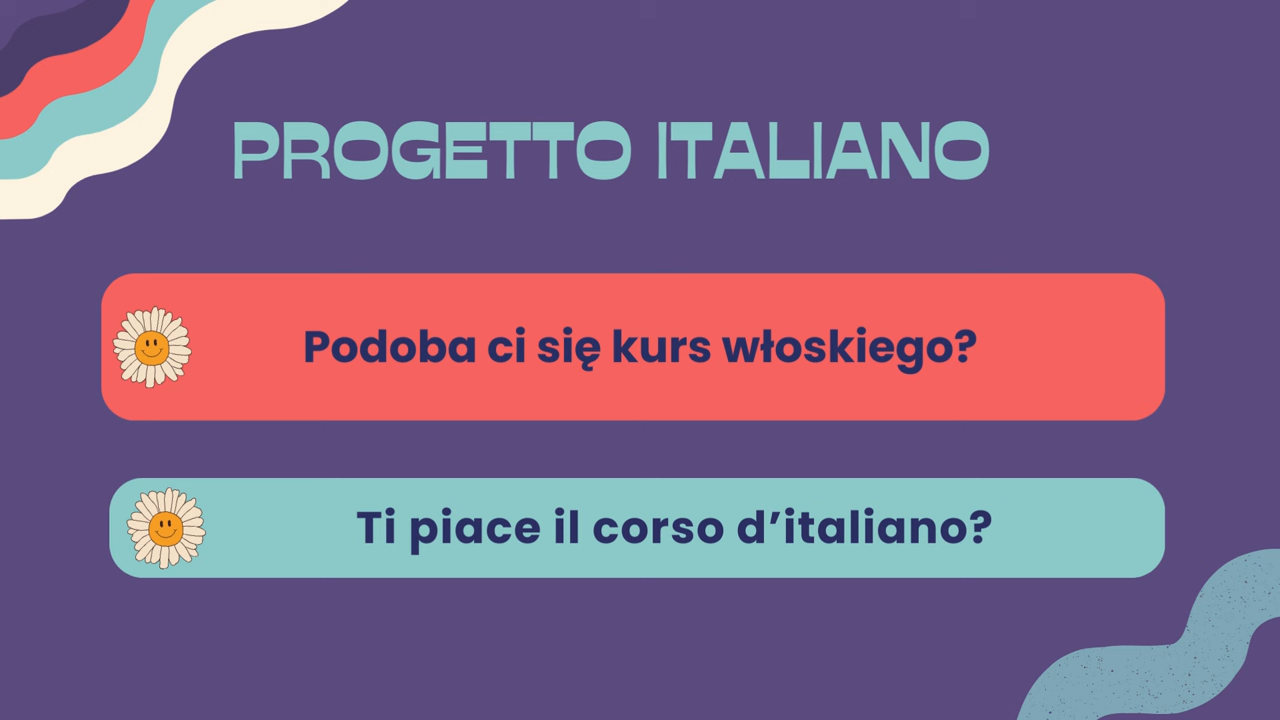 PROGETTO ITALIANO
Podoba ci się kurs włoskiego?
Ti piace il corso d’italiano?